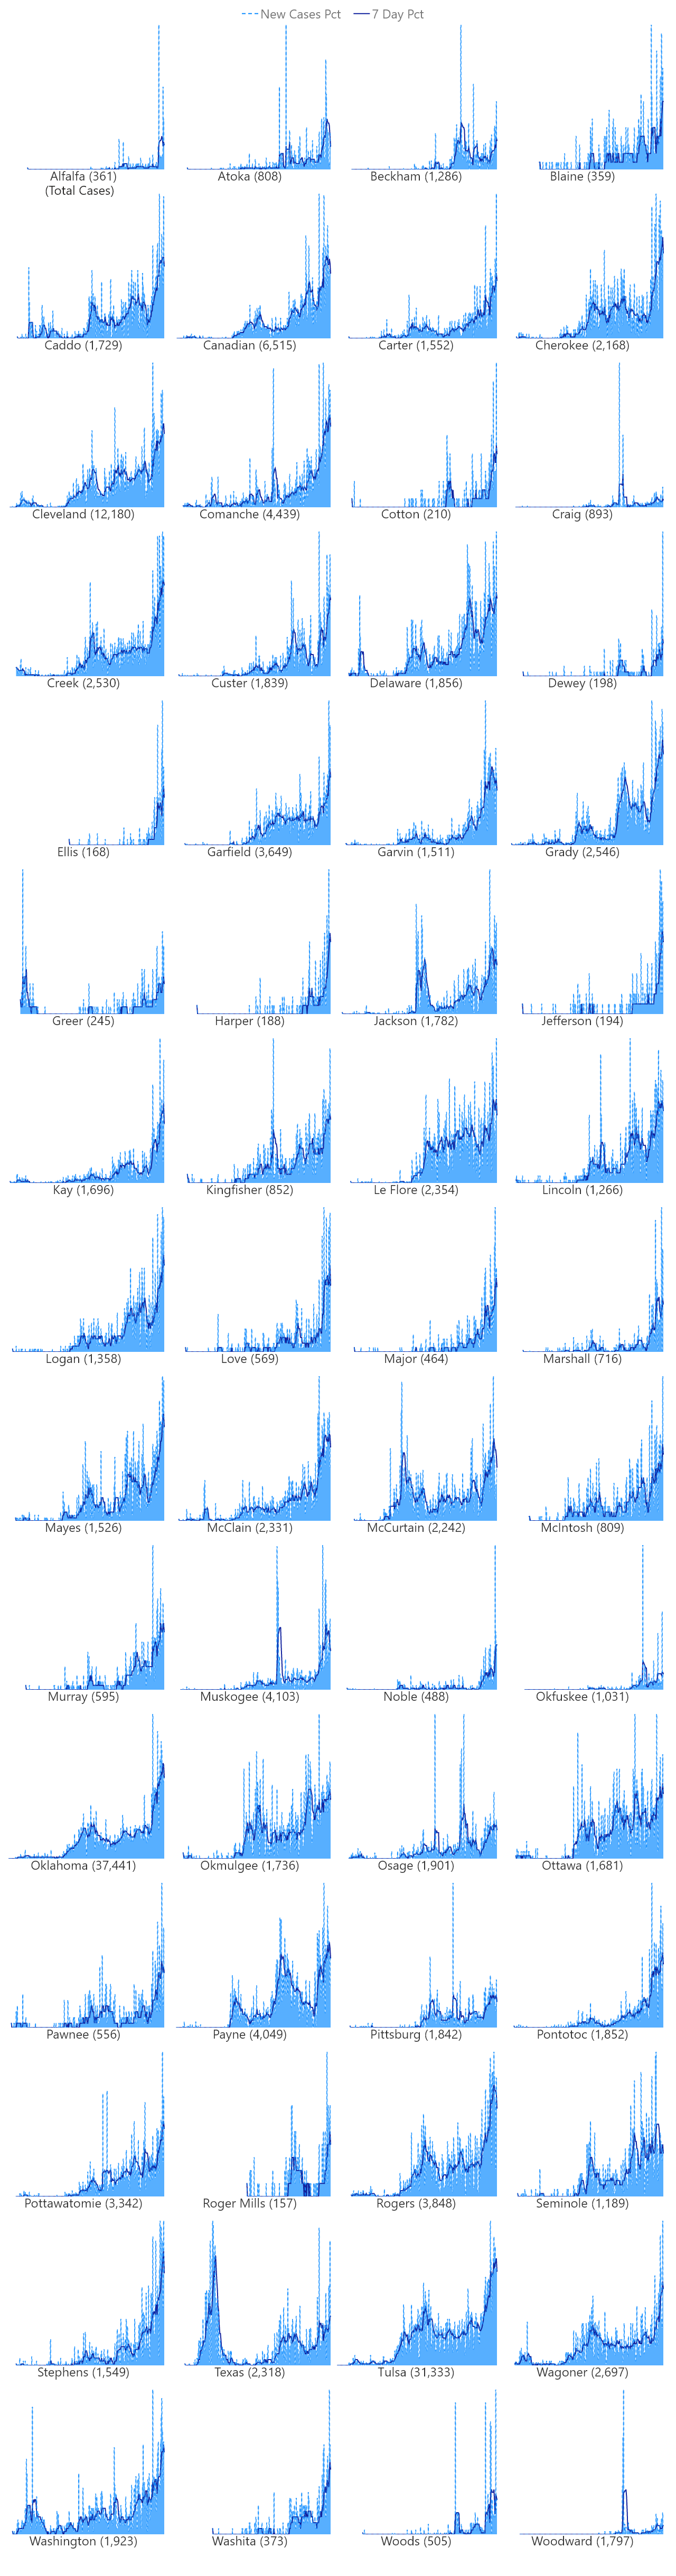 New Cases Pct 7 Day Pct
Alfalfa (361) Atoka (808) Beckham (1,286) Blaine (359)
(Total Cases)
Caddo (1,729) Canadian (6,515) Carter (1,552) Cherokee (2,168)
Cleveland (12,180) Comanche (4,439) Cotton (210) Craig (893)
Creek (2,530) Custer (1,839) Delaware (1,856) Dewey (198)
Ellis (168) Garfield (3,649) Garvin (1,511) Grady (2,546)
Greer (245) Harper (188) Jackson (1,782) Jefferson (194)
Kay (1,696) Kingfisher (852) Le Flore (2,354) Lincoln (1,266)
Logan (1,358) Love (569) Major (464) Marshall (716)
Mayes (1,526) McClain (2,331) McCurtain (2,242) McIntosh (809)
Murray (595) Muskogee (4,103) Noble (488) Okfuskee (1,031)
Oklahoma (37,441) Okmulgee (1,736) Osage (1,901) Ottawa (1,681)
Pawnee (556) Payne (4,049) Pittsburg (1,842) Pontotoc (1,852)
Pottawatomie (3,342) Roger Mills (157) Rogers (3,848) Seminole (1,189)
Stephens (1,549) Texas (2,318) Tulsa (31,333) Wagoner (2,697)
Washington (1,923) Washita (373) Woods (505) Woodward (1,797)